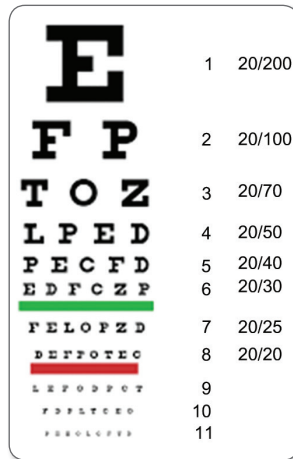 E 1 20/200
F P 2 20/100
T O Z 3 20/70
L P E D 4 20/50
P E C F D 5 20/40
E D F C Z P 6 20/30
F E L O P Z D 7 20/25
D E F P O T E C 8 20/20
L E F O D P C T 9
F D P L T C E O 10
11